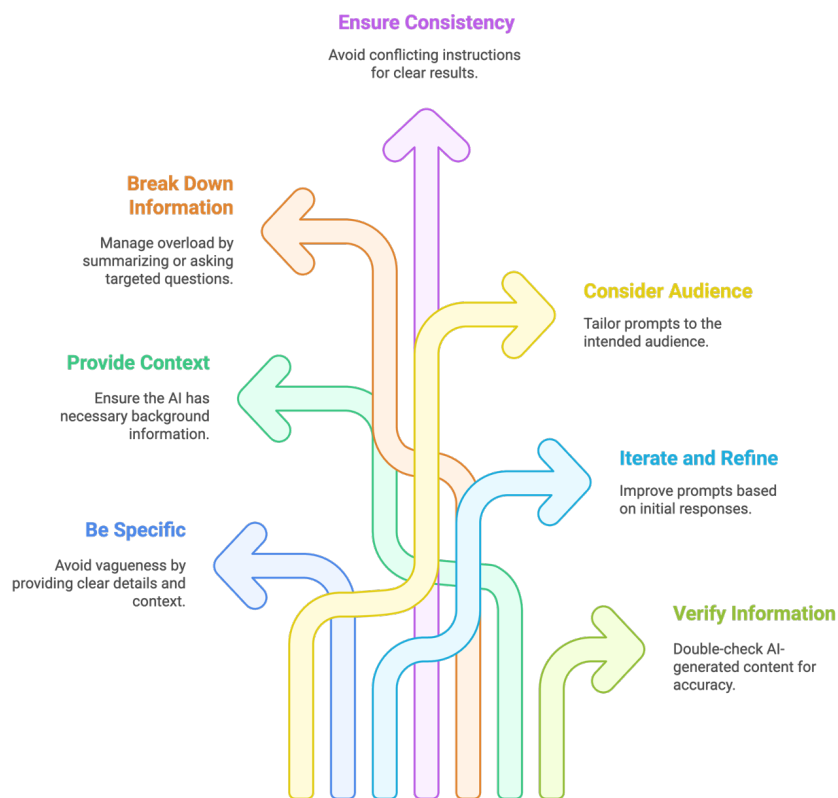 Ensure Consistency
Avoid conflicting instructions
for clear results.
Break Down
Information
Manage overload by
summarizing or asking
targeted questions.
Consider Audience
Tailor prompts to the
intended audience.
Provide Context
Ensure the AI has
necessary background
information.
Iterate and Refine
Improve prompts based
on initial responses.
Be Specific
Avoid vagueness by
providing clear details and
context.
Verify Information
Double-check AI-
generated content for
accuracy.